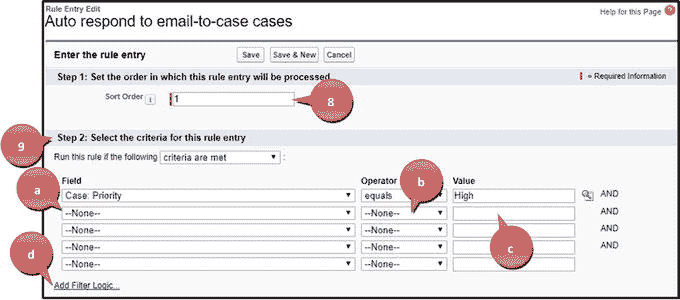 Rule Entry Edit
Auto respond to email-to-case cases
Help for this Page ?
Enter the rule entry Save Save & New Cancel
Step 1: Set the order in which this rule entry will be processed = Required Information
Sort Order i 1
8
9
Step 2: Select the criteria for this rule entry
Run this rule if the following criteria are met :
a
b
Field Operator Value
Case: Priority equals High AND
--None-- --None-- AND
--None-- --None-- AND
c
d
--None-- --None-- AND
--None-- --None--
Add Filter Logic...